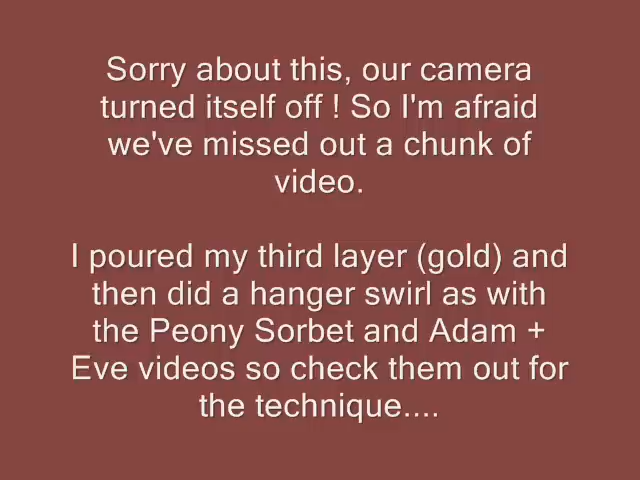 Sorry about this, our camera
turned itself off ! So I'm afraid
we've missed out a chunk of
video.
I poured my third layer (gold) and
then did a hanger swirl as with
the Peony Sorbet and Adam +
Eve videos so check them out for
the technique....